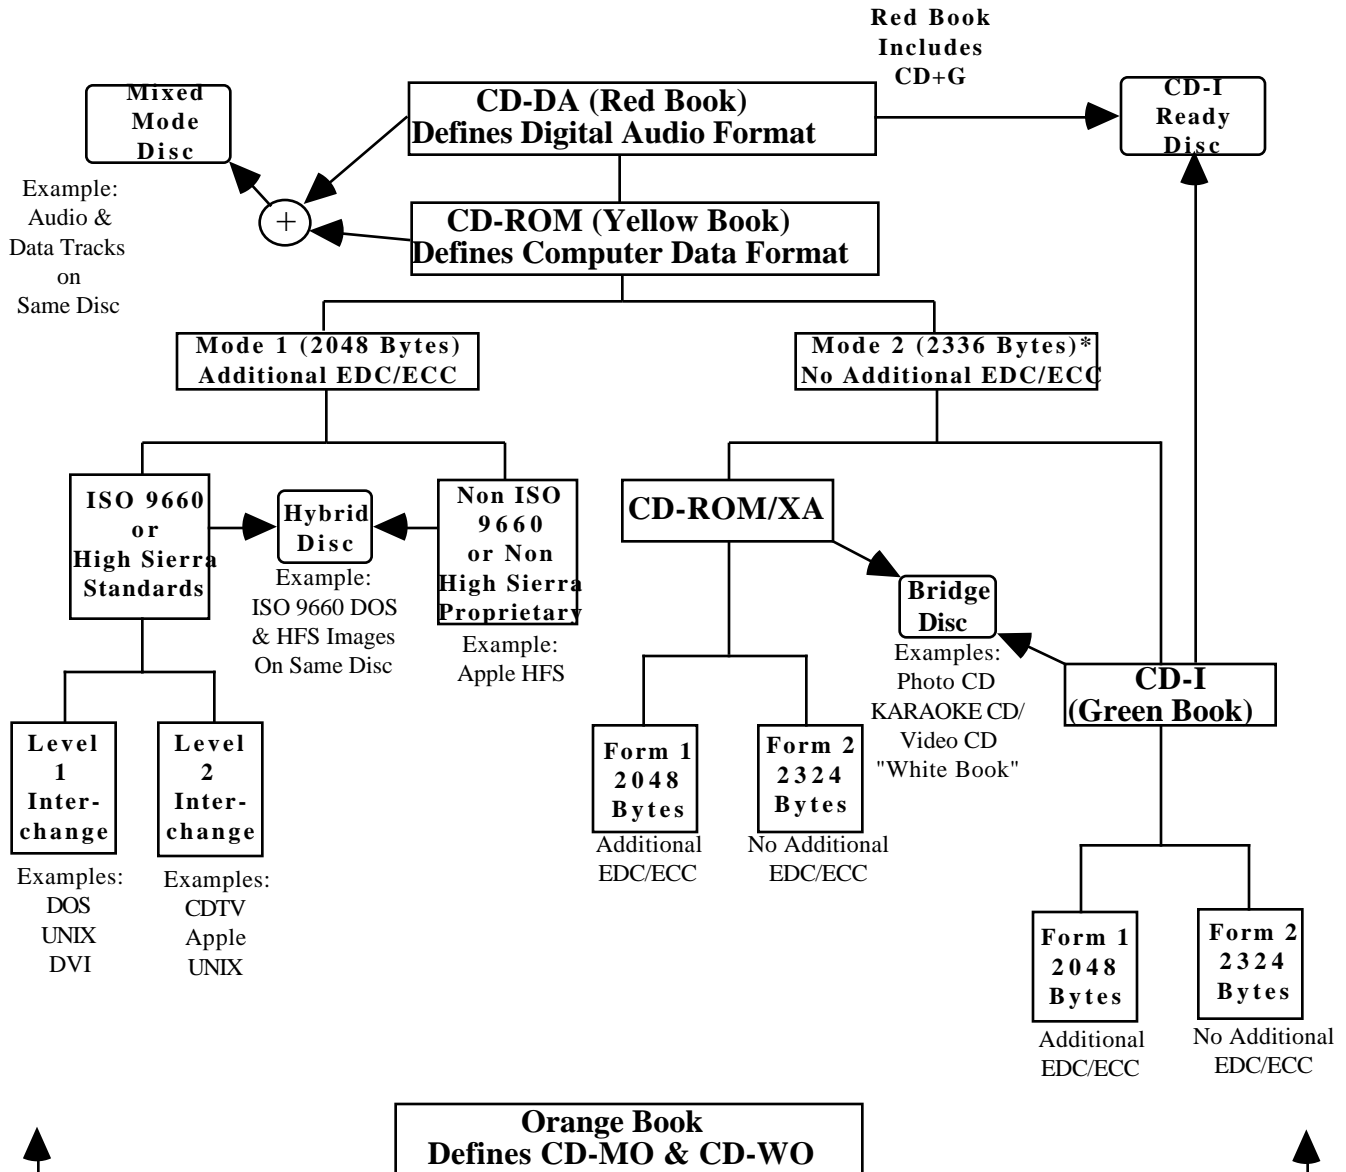 Red Book
Includes
CD+G
Mixed
Mode
Disc
CD-DA (Red Book)
Defines Digital Audio Format
CD-I
Ready
Disc
Example:
Audio &
Data Tracks
on
Same Disc
+
CD-ROM (Yellow Book)
Defines Computer Data Format
Mode 1 (2048 Bytes)
Additional EDC/ECC
Mode 2 (2336 Bytes)*
No Additional EDC/ECC
ISO 9660
or
High Sierra
Standards
Hybrid
Disc
Example:
ISO 9660 DOS
& HFS Images
On Same Disc
Non ISO
9660
or Non
High Sierra
Proprietary
Example:
Apple HFS
CD-ROM/XA
Bridge
Disc
Examples:
Photo CD
KARAOKE CD/
Video CD
"White Book"
CD-I
(Green Book)
Level
1
Inter-
change
Examples:
DOS
UNIX
DVI
Level
2
Inter-
change
Examples:
CDTV
Apple
UNIX
Form 1
2048
Bytes
Additional
EDC/ECC
Form 2
2324
Bytes
No Additional
EDC/ECC
Form 1
2048
Bytes
Additional
EDC/ECC
Form 2
2324
Bytes
No Additional
EDC/ECC
Orange Book
Defines CD-MO & CD-WO